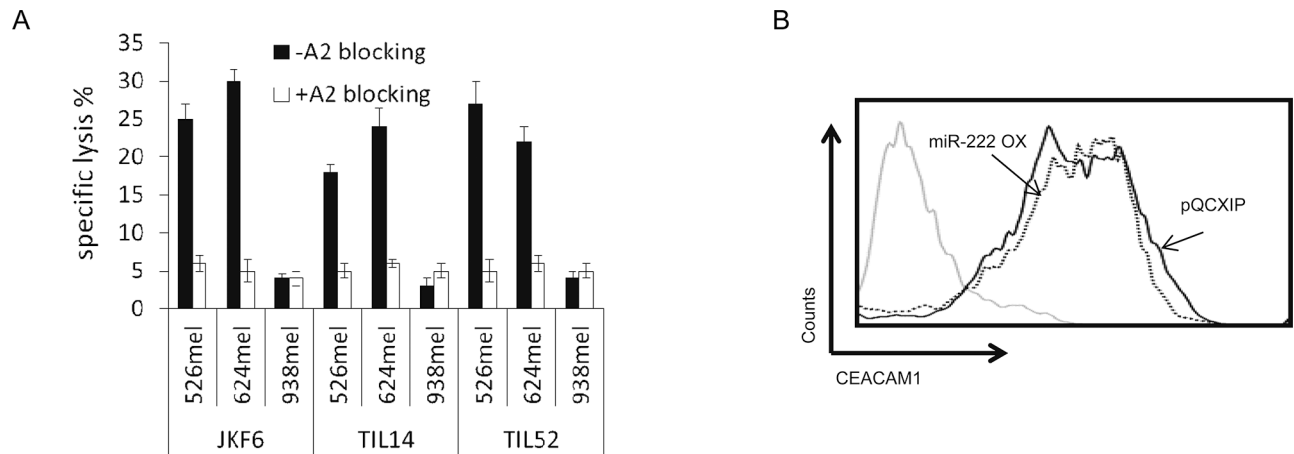 A
B
35
30
25
20
15
10
5
0
specific lysis %
-A2 blocking
+A2 blocking
526mel
624mel
938mel
526mel
624mel
938mel
526mel
624mel
938mel
JKF6
TIL14
TIL52
miR-222 OX
pQCXIP
Counts
CEACAM1